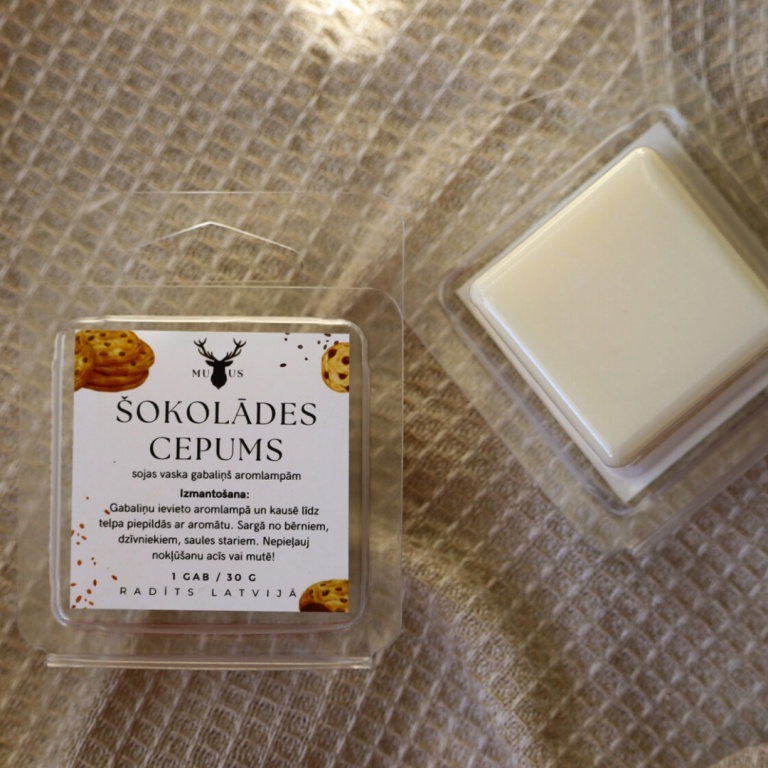 MU US
ŠOKOLĀDES
CEPUMS
sojas vaska gabaliņš aromlampām
Izmantošana:
Gabaliņu ievieto aromlampā un kausē līdz
telpa piepildās ar aromātu. Sargā no bērniem,
dzīvniekiem, saules stariem. Nepieļauj
nokļūšanu acīs vai mutē!
1 GAB / 30 G
RADĪTS LATVIJĀ